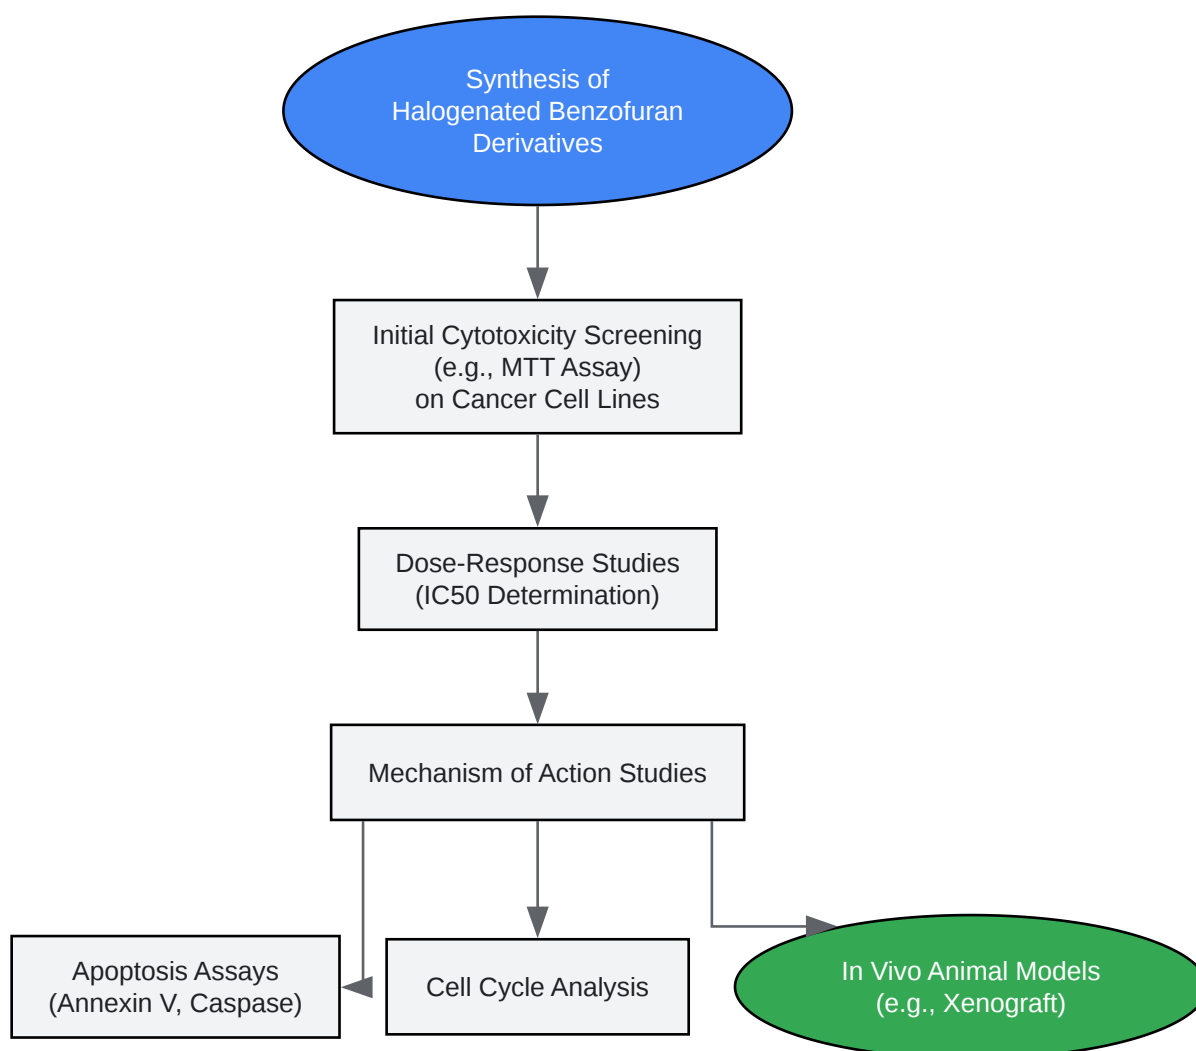 Synthesis of
Halogenated Benzofuran
Derivatives
Initial Cytotoxicity Screening
(e.g., MTT Assay)
on Cancer Cell Lines
Dose-Response Studies
(IC50 Determination)
Mechanism of Action Studies
Apoptosis Assays
(Annexin V, Caspase)
Cell Cycle Analysis
In Vivo Animal Models
(e.g., Xenograft)